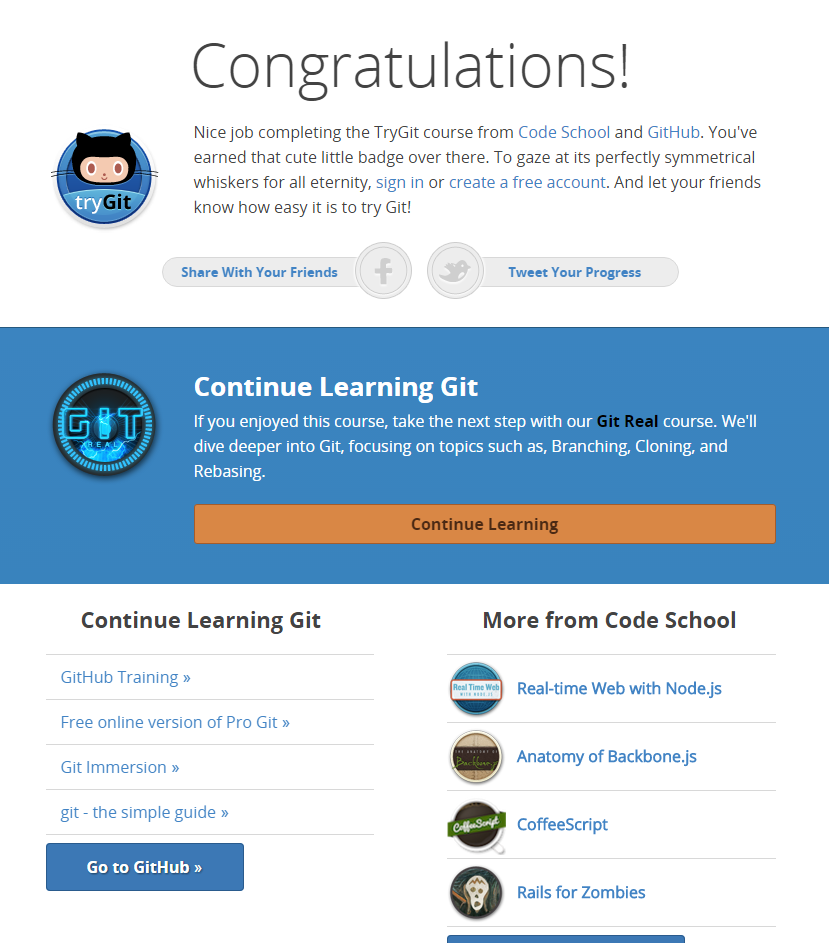 Congratulations!
Nice job completing the TryGit course from Code School and GitHub. You've
earned that cute little badge over there. To gaze at its perfectly symmetrical
whiskers for all eternity, sign in or create a free account. And let your friends
know how easy it is to try Git!
tryGit
Share With Your Friends
Tweet Your Progress
GIT
REAL
Continue Learning Git
If you enjoyed this course, take the next step with our Git Real course. We'll
dive deeper into Git, focusing on topics such as, Branching, Cloning, and
Rebasing.
Continue Learning
Continue Learning Git
GitHub Training »
Free online version of Pro Git »
Git Immersion »
git - the simple guide »
Go to GitHub »
More from Code School
Real Time Web
WITH NODE.JS
Real-time Web with Node.js
THE ANATOMY OF
Backbone.js
Anatomy of Backbone.js
CoffeeScript
CoffeeScript
Rails for Zombies